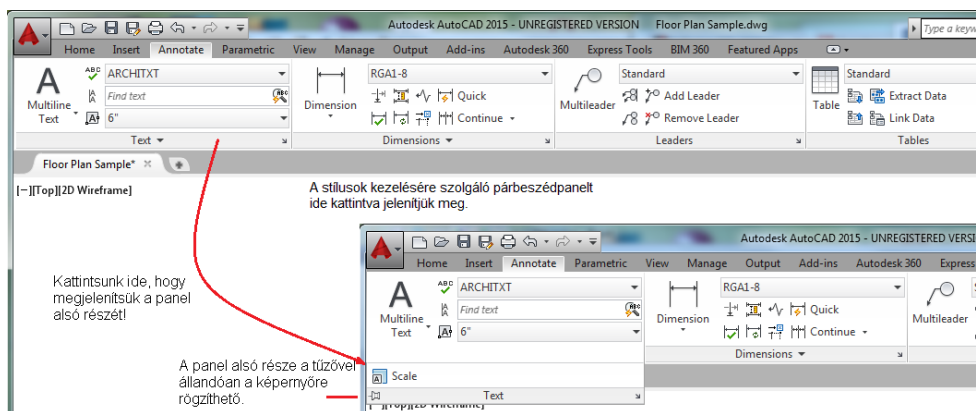 Autodesk AutoCAD 2015 - UNREGISTERED VERSION Floor Plan Sample.dwg
Type a keyw
Home Insert Annotate Parametric View Manage Output Add-ins Autodesk 360 Express Tools BIM 360 Featured Apps
A ABC ARCHITXT RGA1-8 Standard Standard
Multiline Text
Find text
6"
Dimension
Quick
Continue
Multileader
Add Leader
Remove Leader
Table
Extract Data
Link Data
Text Dimensions Leaders Tables
Floor Plan Sample*
[−][Top][2D Wireframe]
A stílusok kezelésére szolgáló párbeszédpanelt
ide kattintva jelenítjük meg.
Kattintsunk ide, hogy
megjelenítsük a panel
alsó részét!
A panel alsó része a tűzővel
állandóan a képernyőre
rögzíthető.
Autodesk AutoCAD 2015 - UNREGISTERED VERSI
Home Insert Annotate Parametric View Manage Output Add-ins Autodesk 360 Express
A ABC ARCHITXT RGA1-8
Multiline Text
Find text
6"
Dimension
Quick
Continue
Multileader
Dimensions
Scale
Text
[−][Top][2D Wireframe]